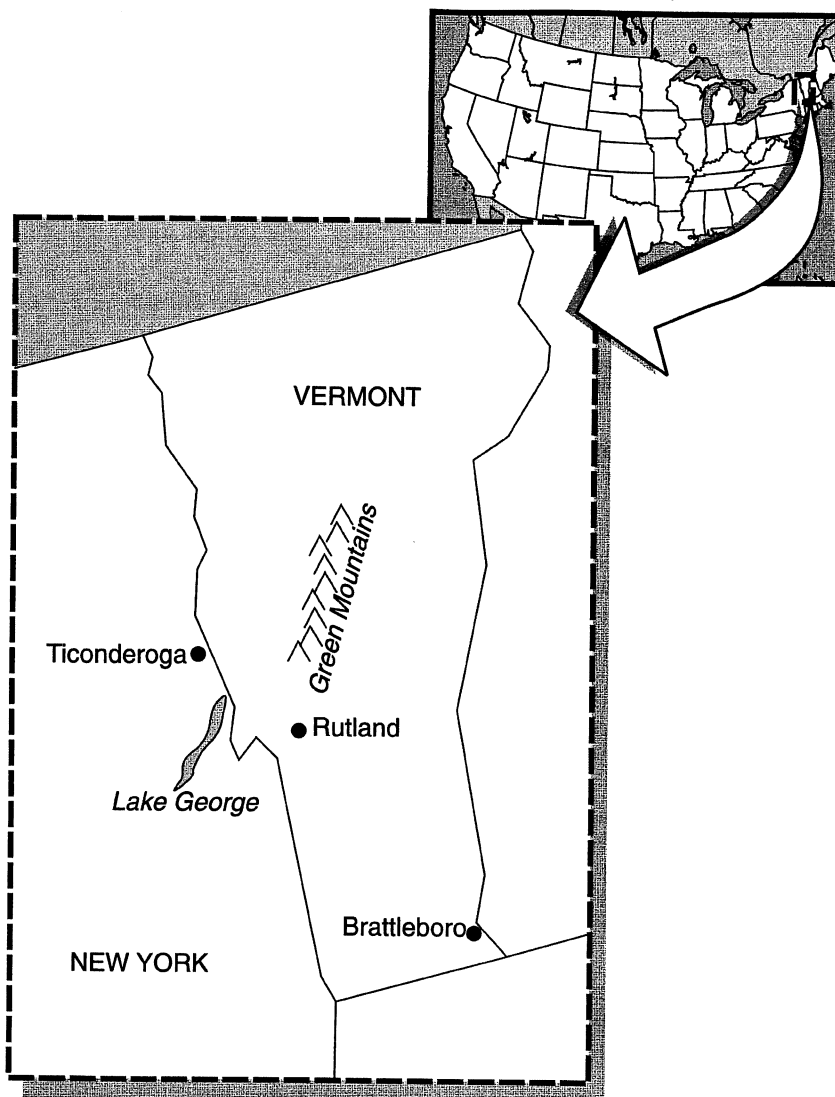 VERMONT
Green Mountains
Ticonderoga
Rutland
Lake George
Brattleboro
NEW YORK